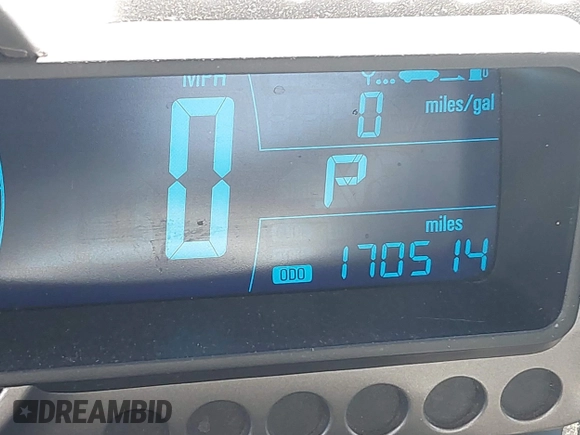 MPH
0
0 miles/gal
P
miles
ODO 170514
DREAMBID